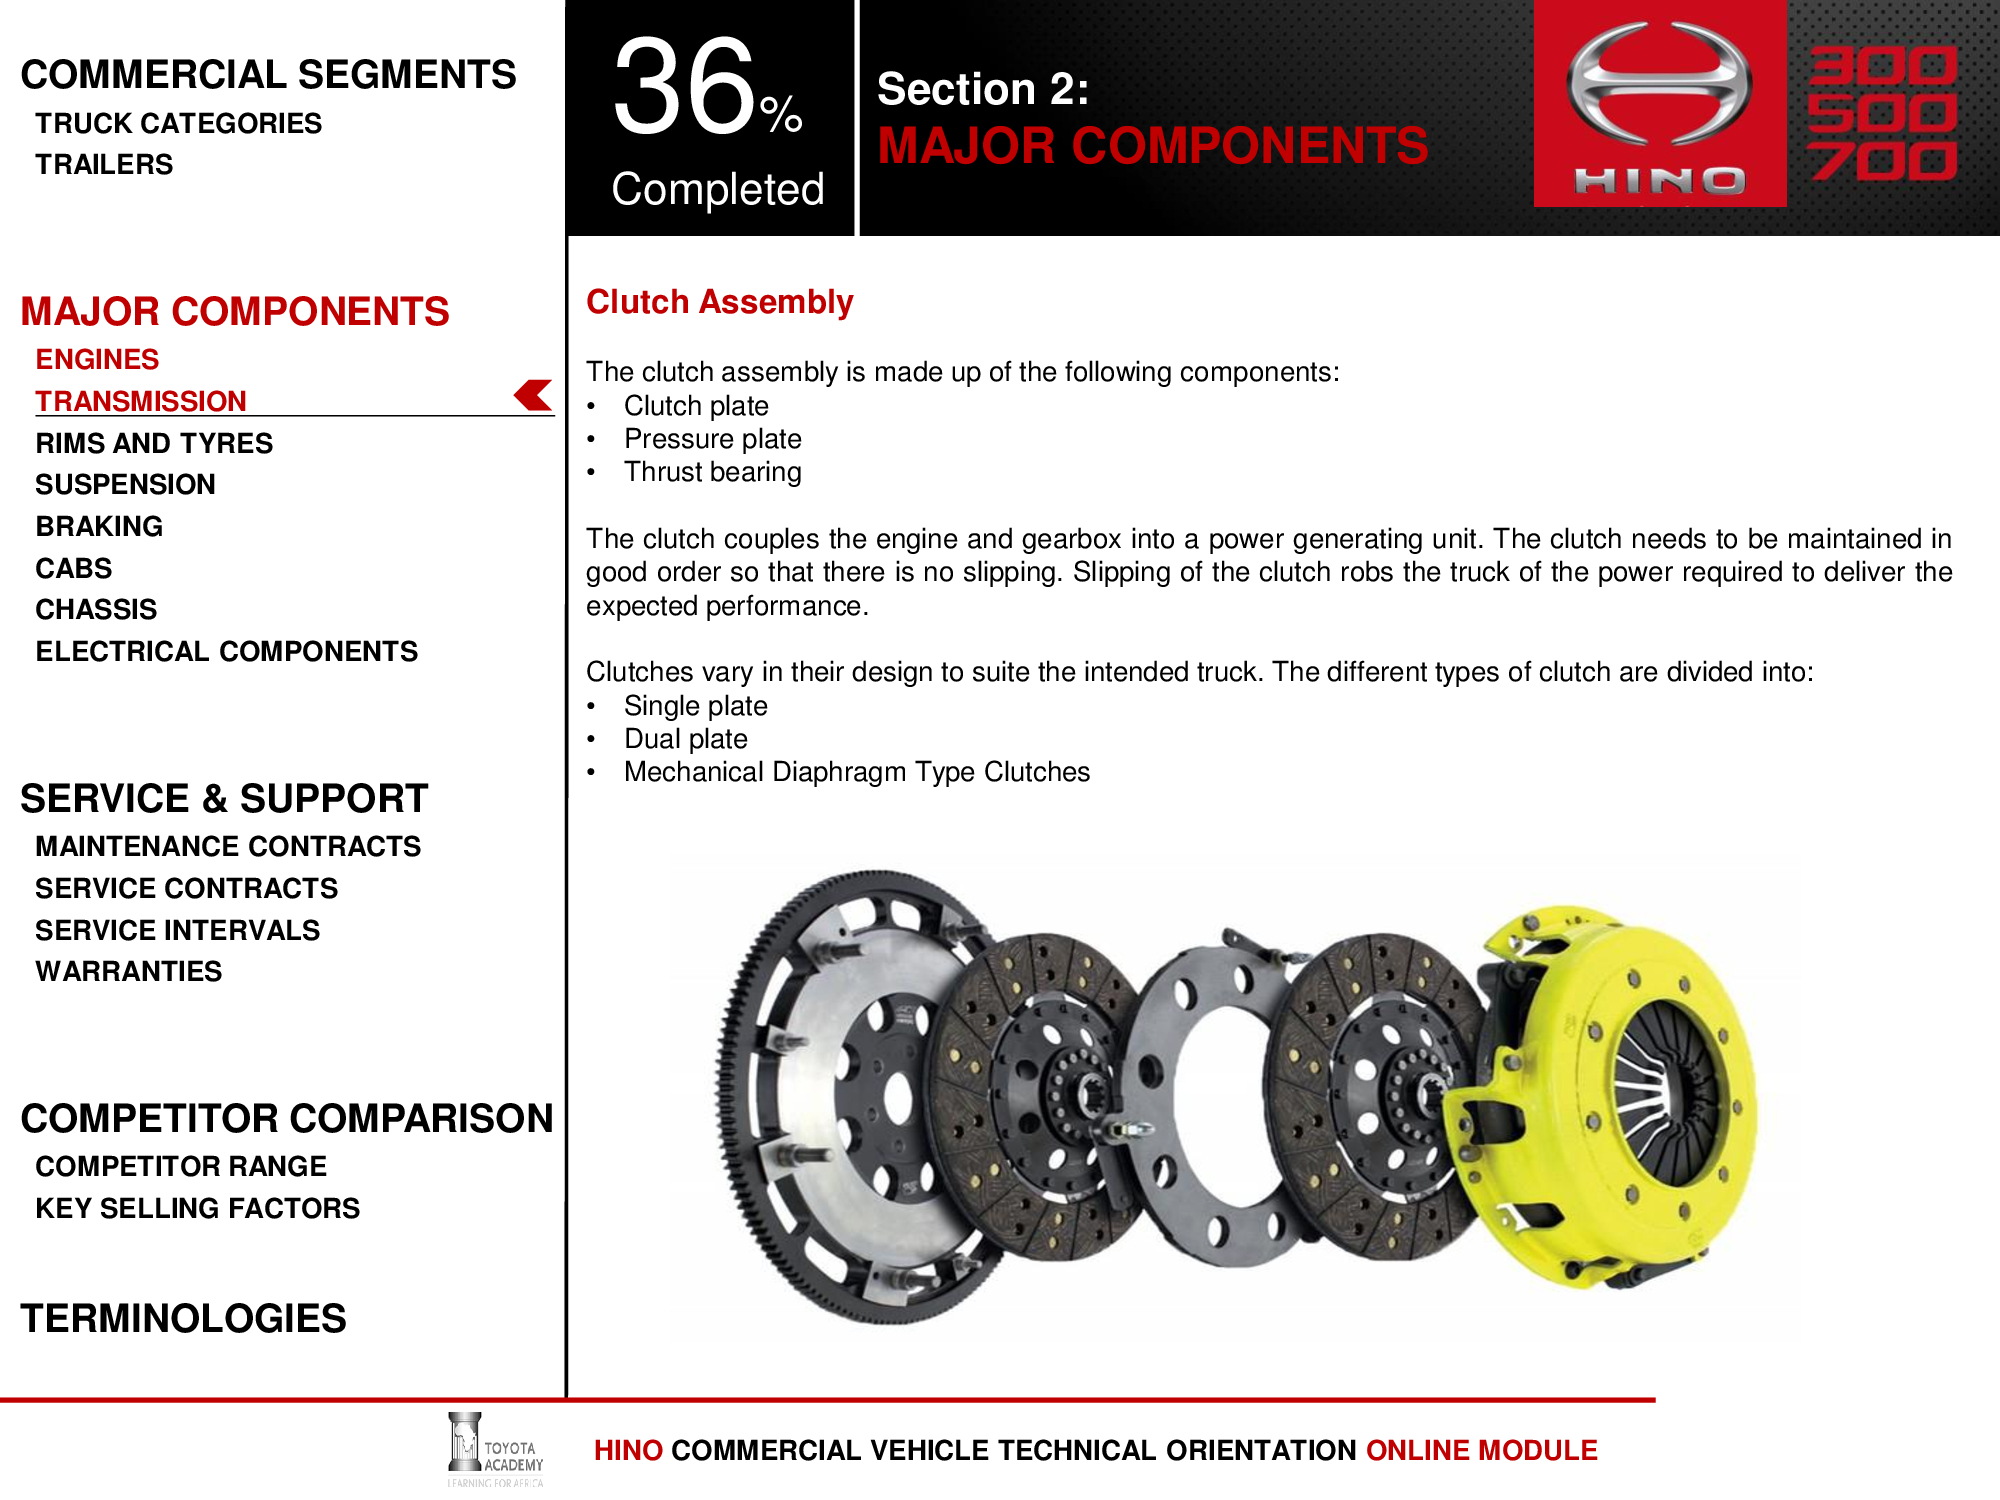 COMMERCIAL SEGMENTS
TRUCK CATEGORIES
TRAILERS
MAJOR COMPONENTS
ENGINES
TRANSMISSION
RIMS AND TYRES
SUSPENSION
BRAKING
CABS
CHASSIS
ELECTRICAL COMPONENTS
SERVICE & SUPPORT
MAINTENANCE CONTRACTS
SERVICE CONTRACTS
SERVICE INTERVALS
WARRANTIES
COMPETITOR COMPARISON
COMPETITOR RANGE
KEY SELLING FACTORS
TERMINOLOGIES
36%
Completed
Section 2:
MAJOR COMPONENTS
HINO
300
500
700
Clutch Assembly
The clutch assembly is made up of the following components:
• Clutch plate
• Pressure plate
• Thrust bearing
The clutch couples the engine and gearbox into a power generating unit. The clutch needs to be maintained in
good order so that there is no slipping. Slipping of the clutch robs the truck of the power required to deliver the
expected performance.
Clutches vary in their design to suite the intended truck. The different types of clutch are divided into:
• Single plate
• Dual plate
• Mechanical Diaphragm Type Clutches
TOYOTA
ACADEMY
LEARNING FOR AFRICA
HINO COMMERCIAL VEHICLE TECHNICAL ORIENTATION ONLINE MODULE